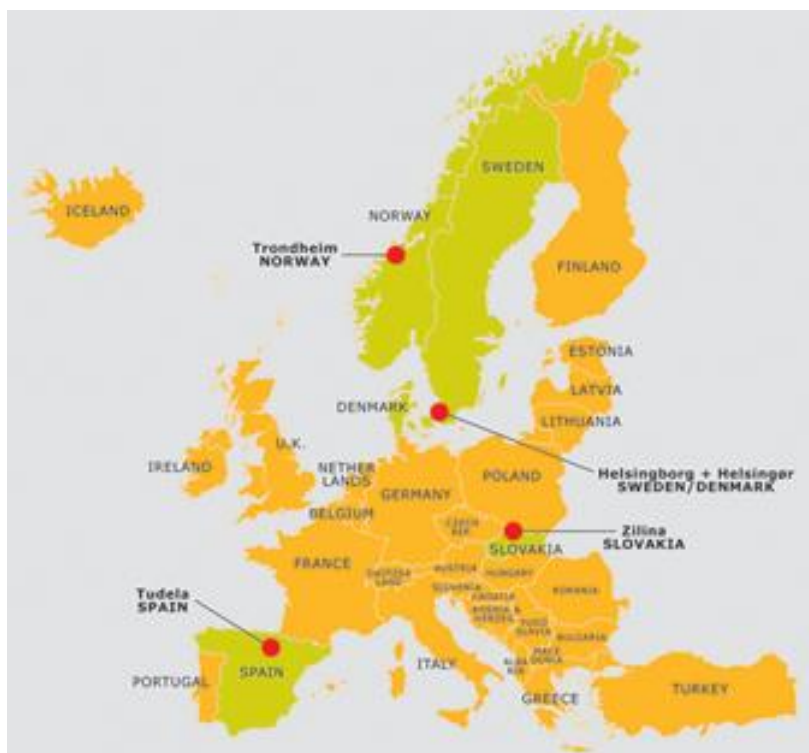 SWEDEN
ICELAND
NORWAY
Trondheim
NORWAY
FINLAND
ESTONIA
LATVIA
DENMARK
LITHUANIA
U.K.
IRELAND
NETHER
LANDS
POLAND
Helsingborg + Helsingør
SWEDEN/DENMARK
GERMANY
BELGIUM
CZECH
REP.
Zilina
SLOVAKIA
SLOVAKIA
FRANCE
SWITZER
LAND
AUSTRIA
HUNGARY
SLOVENIA
CROATIA
ROMANIA
Tudela
SPAIN
BOSNIA &
HERZEG
YUGO
SLAVIA
BULGARIA
MACE
DONIA
ITALY
SPAIN
PORTUGAL
GREECE
TURKEY